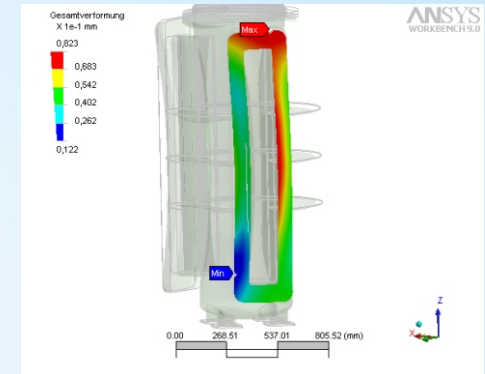 Gesamtverformung
X 1e-1 mm
0,823
0,683
0,542
0,402
0,262
0,122
Max
Min
ANSYS
WORKBENCH 9.0
0.00 268.51 537.01 805.52 (mm)
Z
X